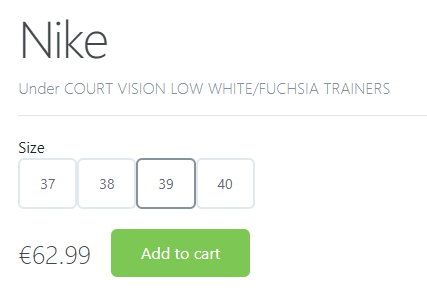 Nike
Under COURT VISION LOW WHITE/FUCHSIA TRAINERS
Size
37 38 39 40
€62.99 Add to cart